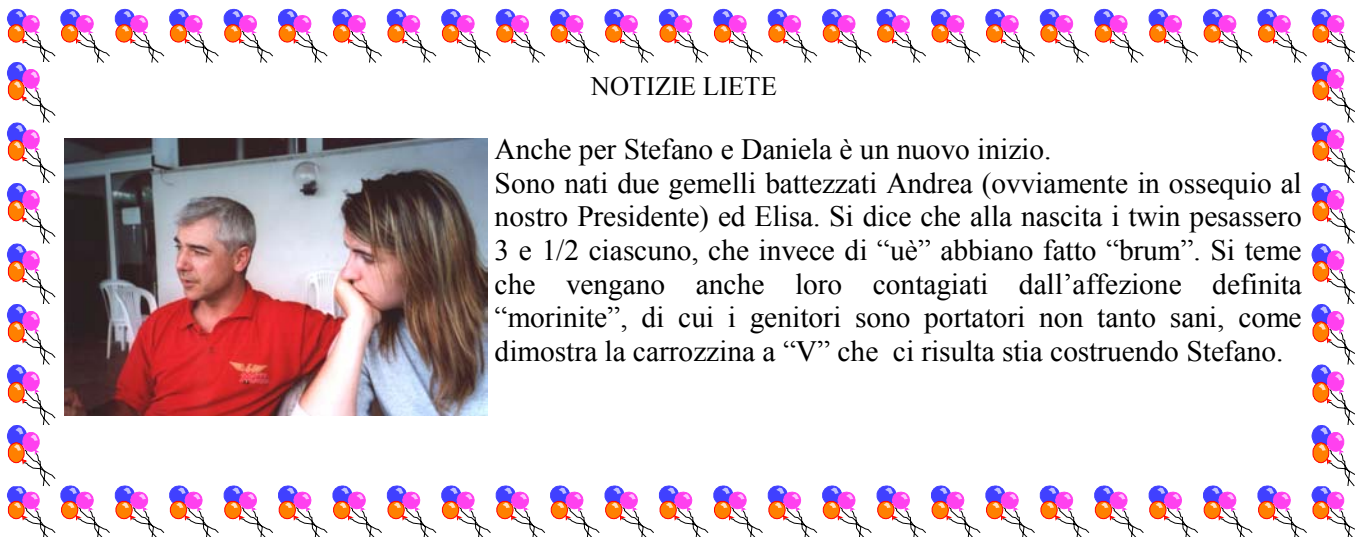 NOTIZIE LIETE
Anche per Stefano e Daniela è un nuovo inizio.
Sono nati due gemelli battezzati Andrea (ovviamente in ossequio al
nostro Presidente) ed Elisa. Si dice che alla nascita i twin pesassero
3 e 1/2 ciascuno, che invece di “uè” abbiano fatto “brum”. Si teme
che vengano anche loro contagiati dall’affezione definita
“morinite”, di cui i genitori sono portatori non tanto sani, come
dimostra la carrozzina a “V” che  ci risulta stia costruendo Stefano.